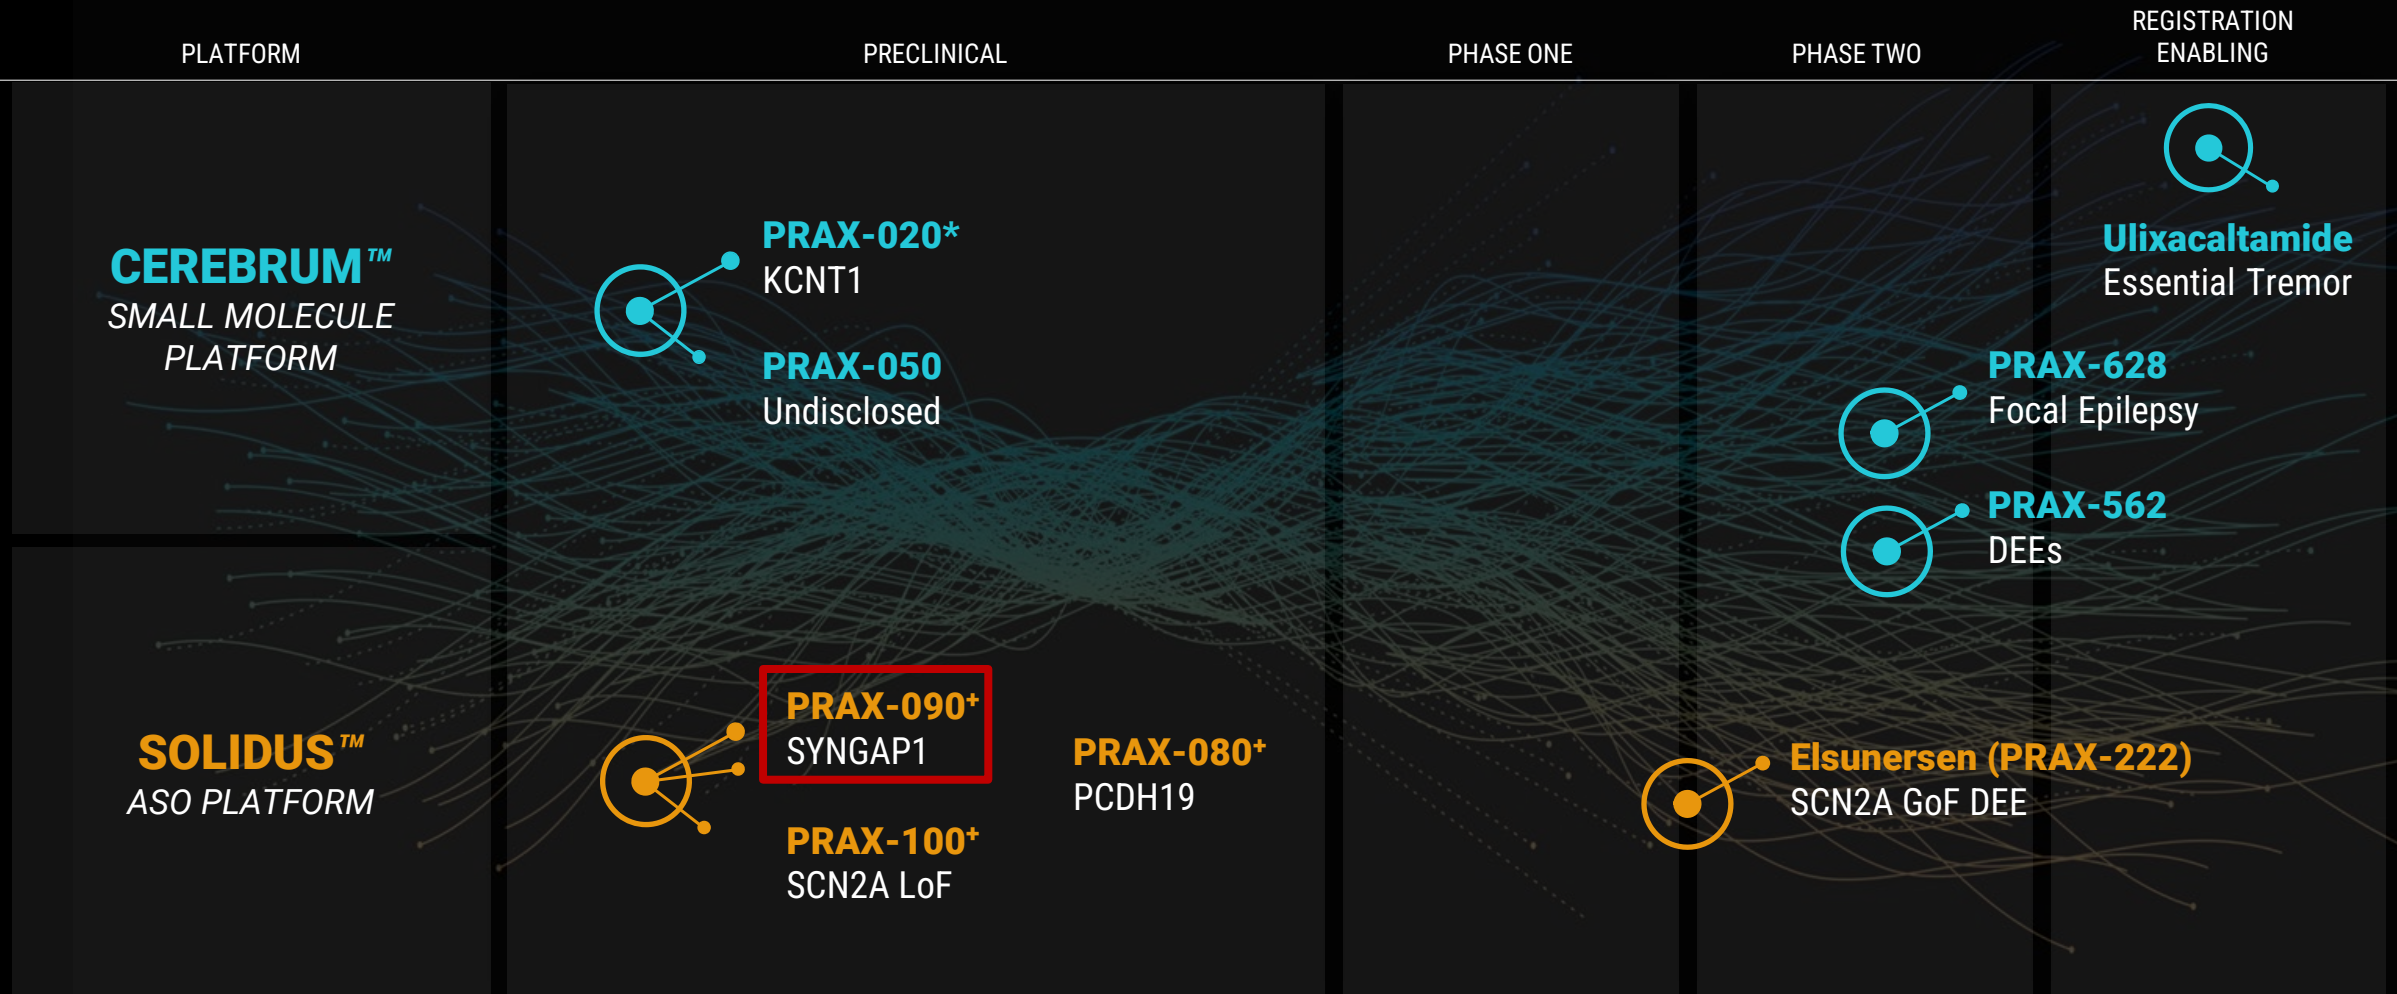 PLATFORM
PRECLINICAL
PHASE ONE
PHASE TWO
REGISTRATION
ENABLING
CEREBRUM™
SMALL MOLECULE
PLATFORM
PRAX-020*
KCNT1
PRAX-050
Undisclosed
Ulixacaltamide
Essential Tremor
PRAX-628
Focal Epilepsy
PRAX-562
DEEs
SOLIDUS™
ASO PLATFORM
PRAX-090⁺
SYNGAP1
PRAX-080⁺
PCDH19
PRAX-100⁺
SCN2A LoF
Elsunersen (PRAX-222)
SCN2A GoF DEE